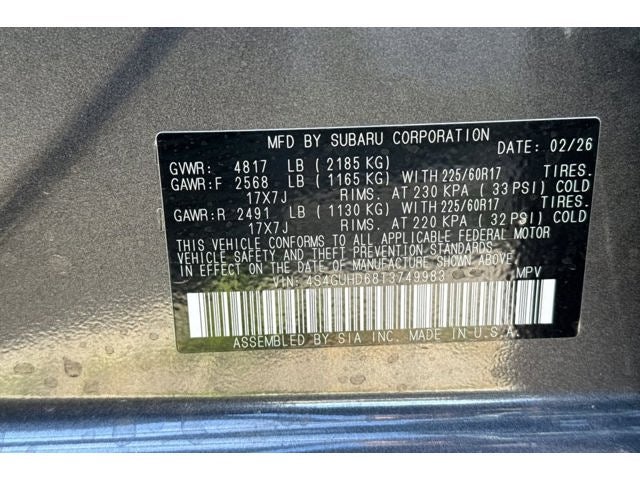 MFD BY SUBARU CORPORATION DATE: 02/26
GVWR: 4817 LB ( 2185 KG)
GAWR:F 2568 LB ( 1165 KG) WITH 225/60R17 TIRES.
17X7J RIMS. AT 230 KPA ( 33 PSI) COLD
GAWR:R 2491 LB ( 1130 KG) WITH 225/60R17 TIRES.
17X7J RIMS. AT 220 KPA ( 32 PSI) COLD
THIS VEHICLE CONFORMS TO ALL APPLICABLE FEDERAL MOTOR
VEHICLE SAFETY AND THEFT PREVENTION STANDARDS
IN EFFECT ON THE DATE OF MANUFACTURE SHOWN ABOVE.
VIN: 4S4GUHD68T3749983 MPV
ASSEMBLED BY SIA INC. MADE IN U.S.A.